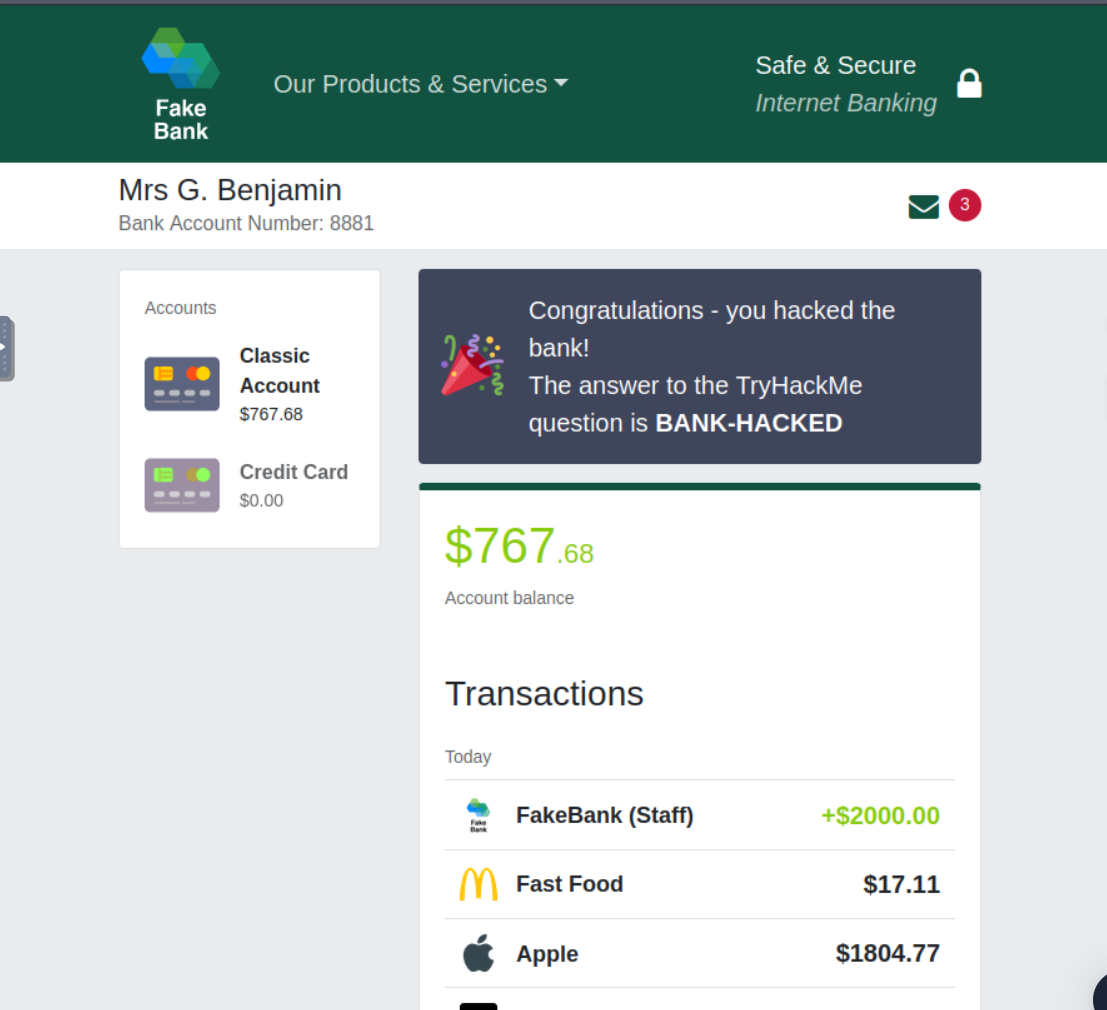 Fake
Bank
Our Products & Services
Safe & Secure
Internet Banking
Mrs G. Benjamin
Bank Account Number: 8881
3
Accounts
Classic
Account
$767.68
Credit Card
$0.00
Congratulations - you hacked the
bank!
The answer to the TryHackMe
question is BANK-HACKED
$767.68
Account balance
Transactions
Today
Fake
Bank
FakeBank (Staff) +$2000.00
Fast Food $17.11
Apple $1804.77